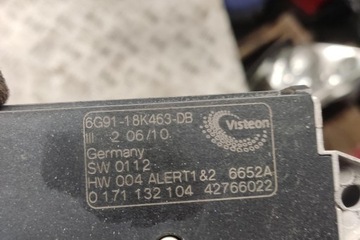 6G91-18K463-DB
III -2 06/10
Visteon
Germany
SW 0112
HW 004 ALERT1&2 6652A
0 171 132 104 42766022